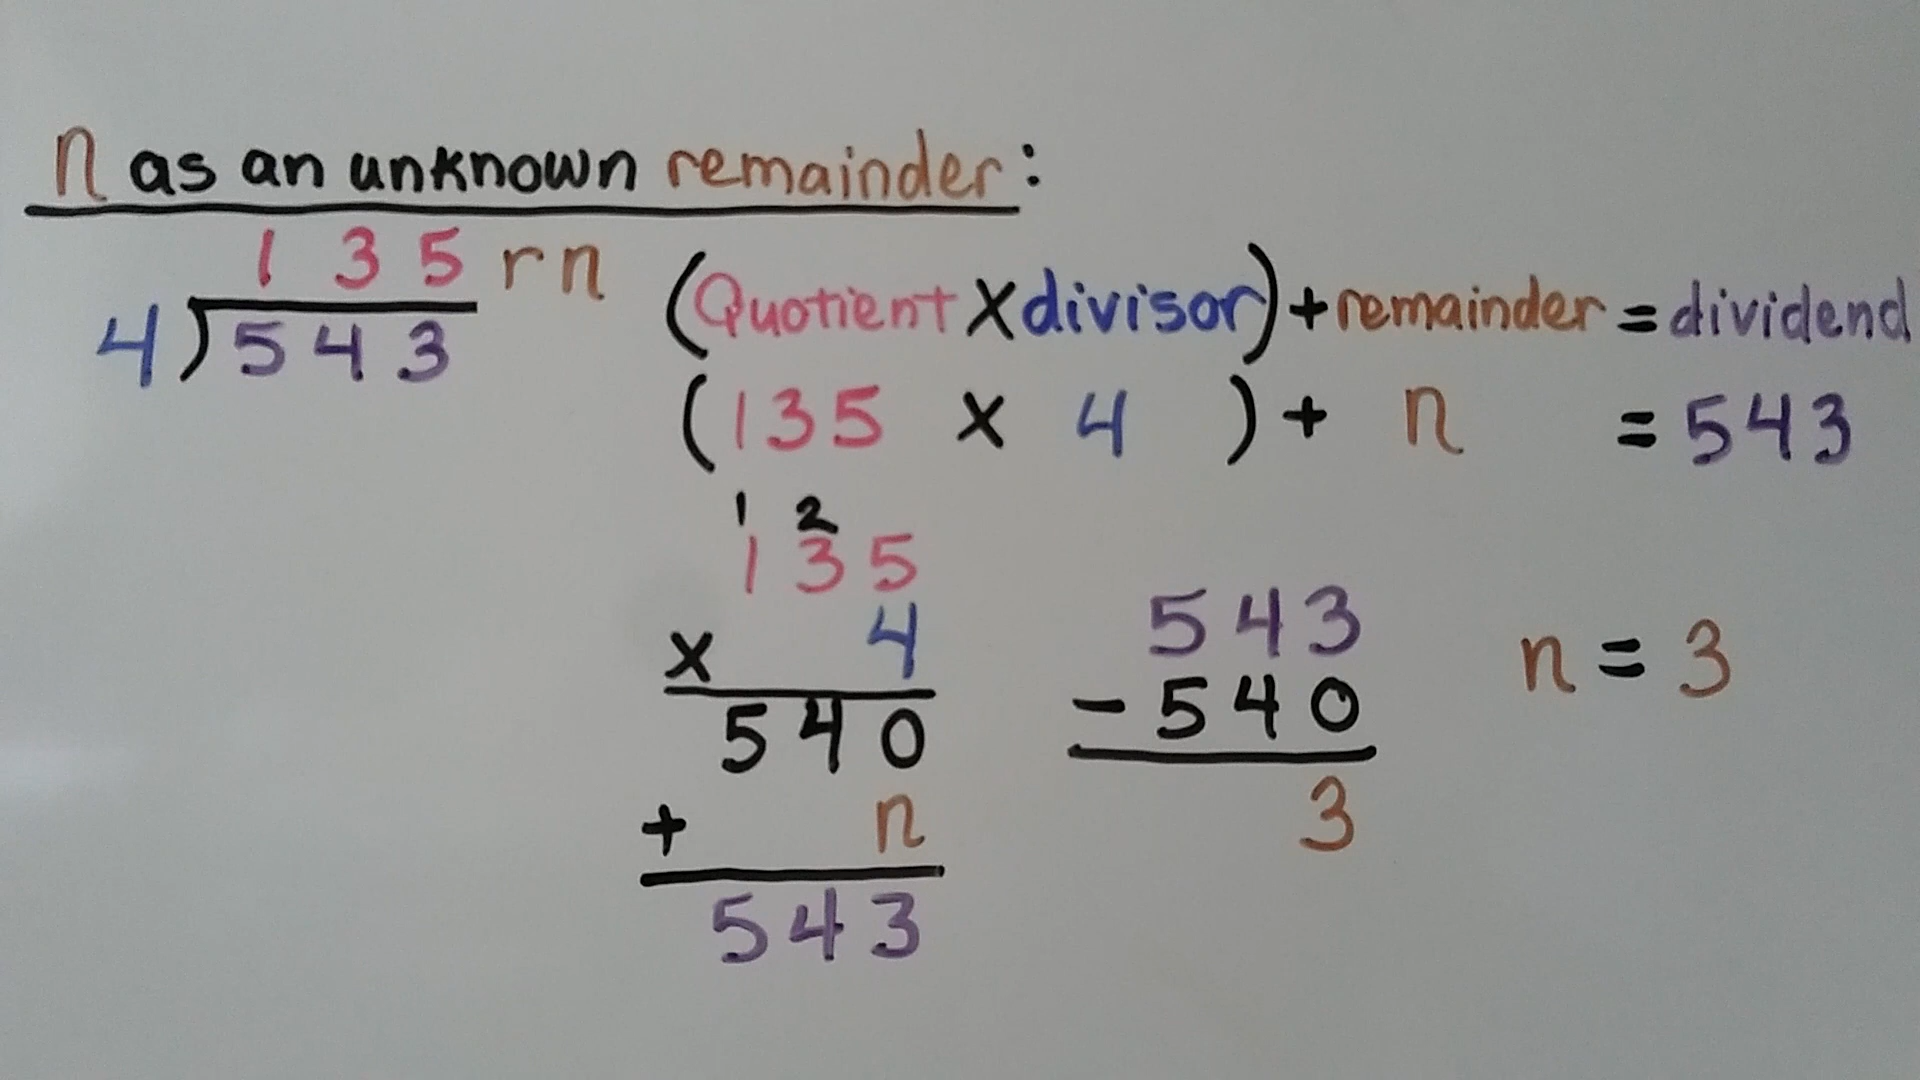 n as an unknown remainder:
135 r n
4)543
(Quotient X divisor) + remainder = dividend
(135 x 4) + n = 543
1 2
135
x 4
540
+ n
543
543
- 540
3
n = 3